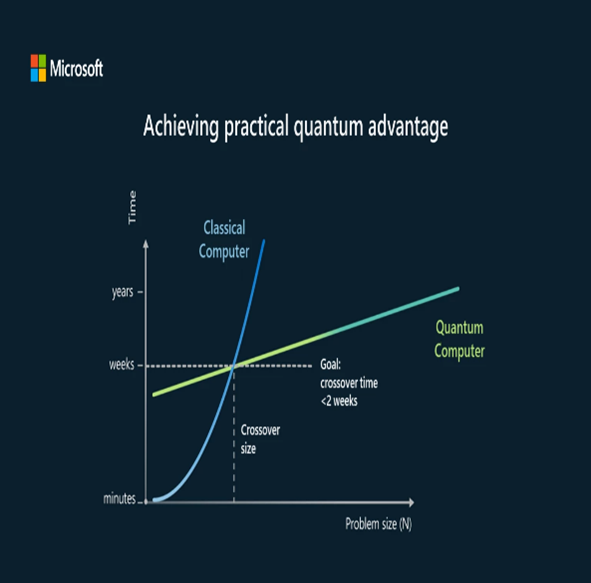 Microsoft
Achieving practical quantum advantage
Time
Classical
Computer
years
Quantum
Computer
weeks
Goal:
crossover time
<2 weeks
Crossover
size
minutes
Problem size (N)